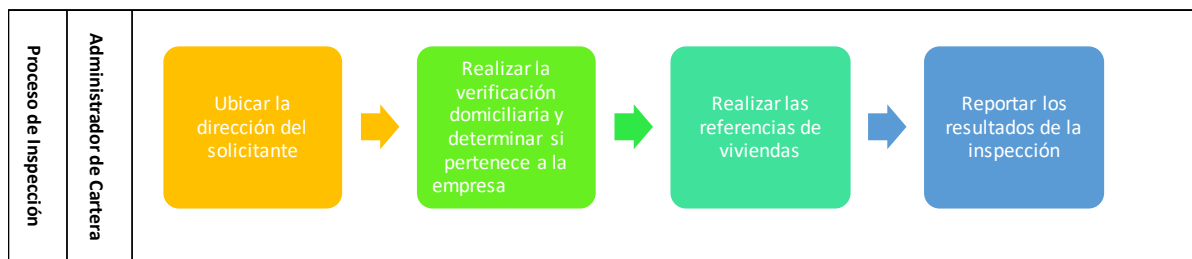 Proceso de Inspección
Administrador de Cartera
Ubicar la
dirección del
solicitante
Realizar la
verificación
domiciliaria y
determinar si
pertenece a la
empresa
Realizar las
referencias de
viviendas
Reportar los
resultados de la
inspección